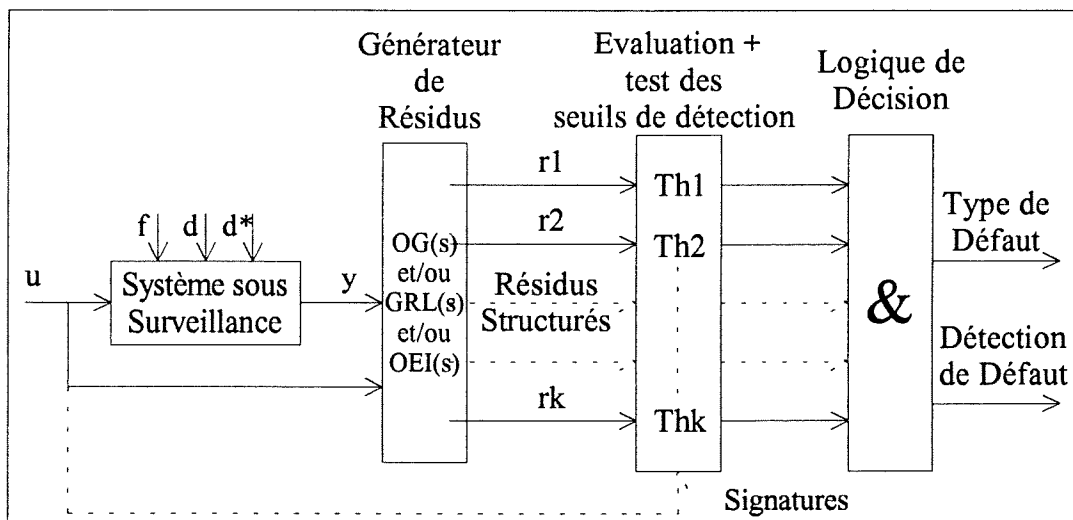 Générateur
de
Résidus
Evaluation +
test des
seuils de détection
Logique de
Décision
r1
Th1
r2
Th2
f
d
d*
u
Système sous
Surveillance
y
OG(s)
et/ou
GRL(s)
et/ou
OEI(s)
Résidus
Structurés
rk
Thk
&
Type de
Défaut
Détection
de Défaut
Signatures